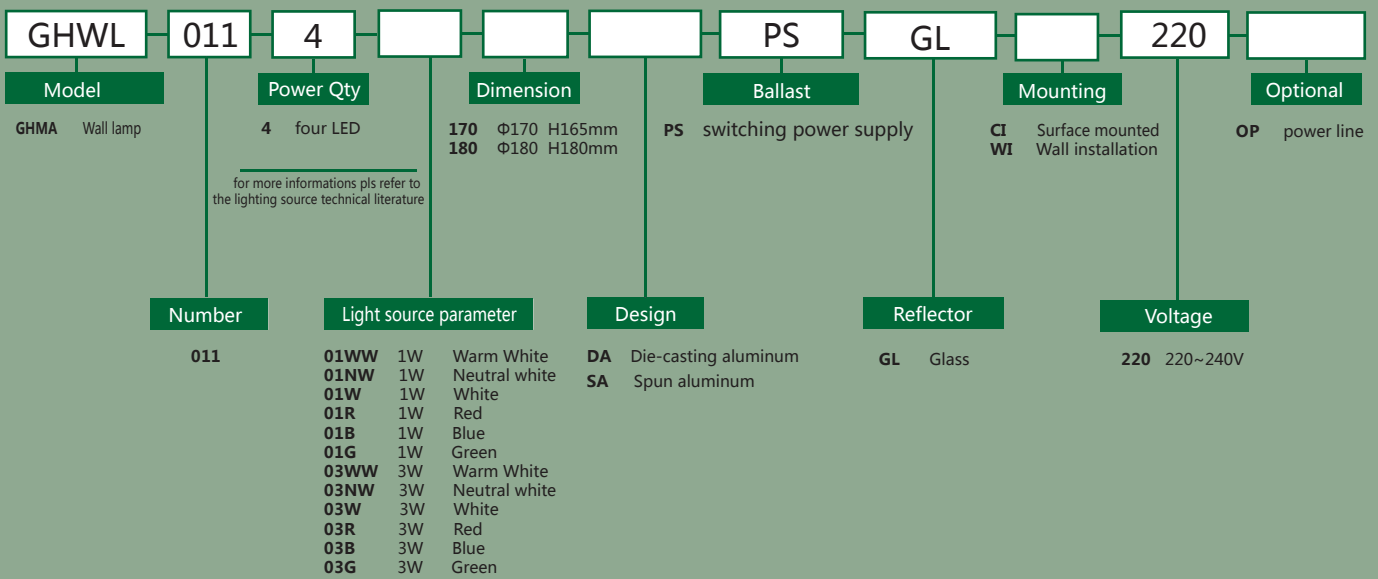 GHWL 011 4 PS GL 220
Model Power Qty Dimension Ballast Mounting Optional
GHMA Wall lamp
4 four LED
for more informations pls refer to
the lighting source technical literature
170 Φ170 H165mm
180 Φ180 H180mm
PS switching power supply
CI Surface mounted
WI Wall installation
OP power line
Number Light source parameter Design Reflector Voltage
011
01WW 1W Warm White
01NW 1W Neutral white
01W 1W White
01R 1W Red
01B 1W Blue
01G 1W Green
03WW 3W Warm White
03NW 3W Neutral white
03W 3W White
03R 3W Red
03B 3W Blue
03G 3W Green
DA Die-casting aluminum
SA Spun aluminum
GL Glass
220 220~240V